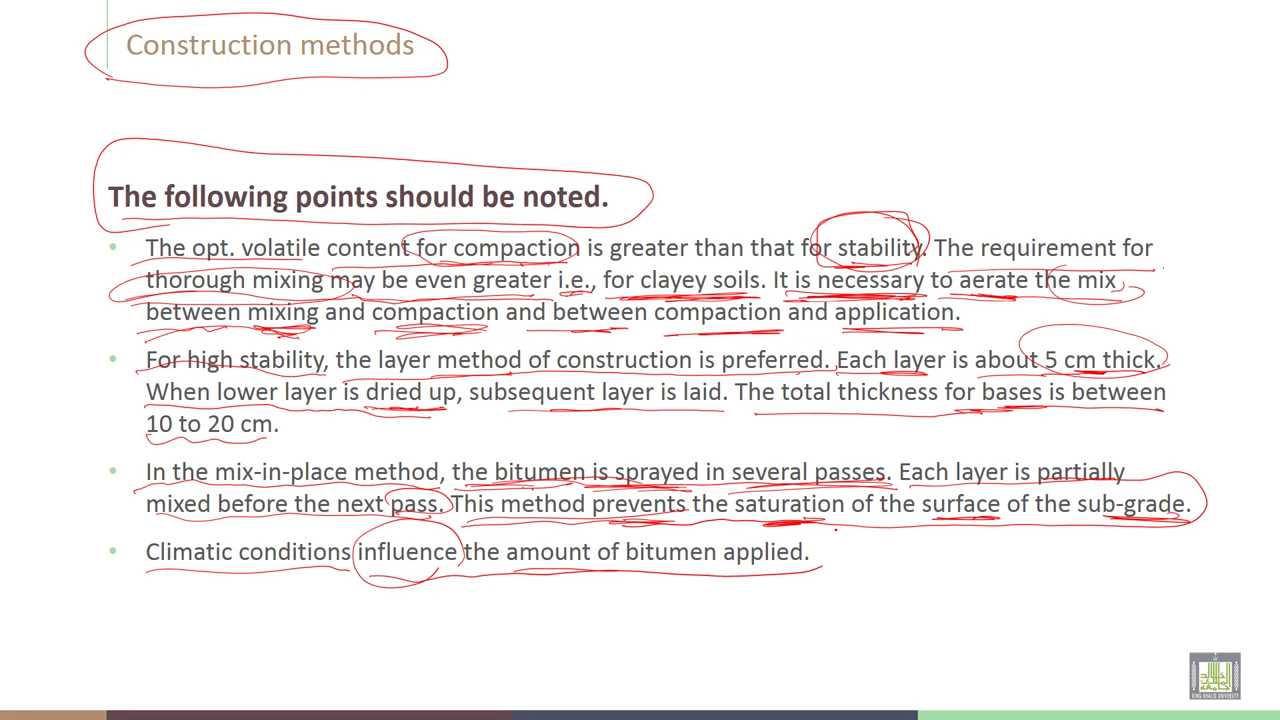 Construction methods
The following points should be noted.
• The opt. volatile content for compaction is greater than that for stability. The requirement for
thorough mixing may be even greater i.e., for clayey soils. It is necessary to aerate the mix
between mixing and compaction and between compaction and application.
• For high stability, the layer method of construction is preferred. Each layer is about 5 cm thick.
When lower layer is dried up, subsequent layer is laid. The total thickness for bases is between
10 to 20 cm.
• In the mix-in-place method, the bitumen is sprayed in several passes. Each layer is partially
mixed before the next pass. This method prevents the saturation of the surface of the sub-grade.
• Climatic conditions influence the amount of bitumen applied.
KING KHALID UNIVERSITY